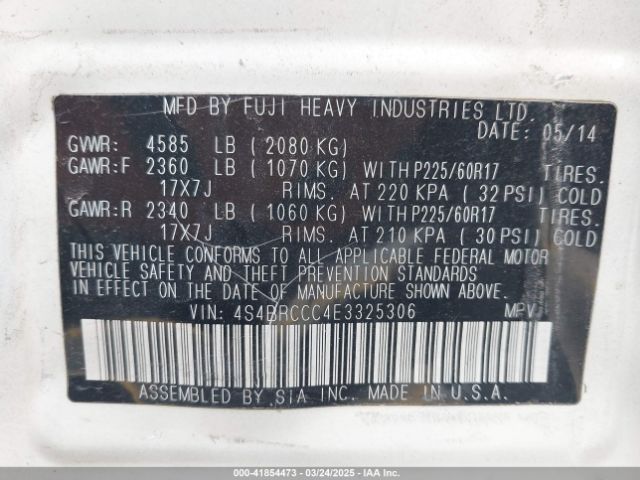 MFD BY FUJI HEAVY INDUSTRIES LTD.
DATE: 05/14
GVWR: 4585 LB ( 2080 KG)
GAWR:F 2360 LB ( 1070 KG) WITH P225/60R17 TIRES.
17X7J RIMS. AT 220 KPA ( 32 PSI) COLD
GAWR:R 2340 LB ( 1060 KG) WITH P225/60R17 TIRES.
17X7J RIMS. AT 210 KPA ( 30 PSI) COLD
THIS VEHICLE CONFORMS TO ALL APPLICABLE FEDERAL MOTOR
VEHICLE SAFETY AND THEFT PREVENTION STANDARDS
IN EFFECT ON THE DATE OF MANUFACTURE SHOWN ABOVE.
VIN: 4S4BRCCC4E3325306 MPV
ASSEMBLED BY SIA INC. MADE IN U.S.A.
000-41854473 - 03/24/2025 - IAA Inc.